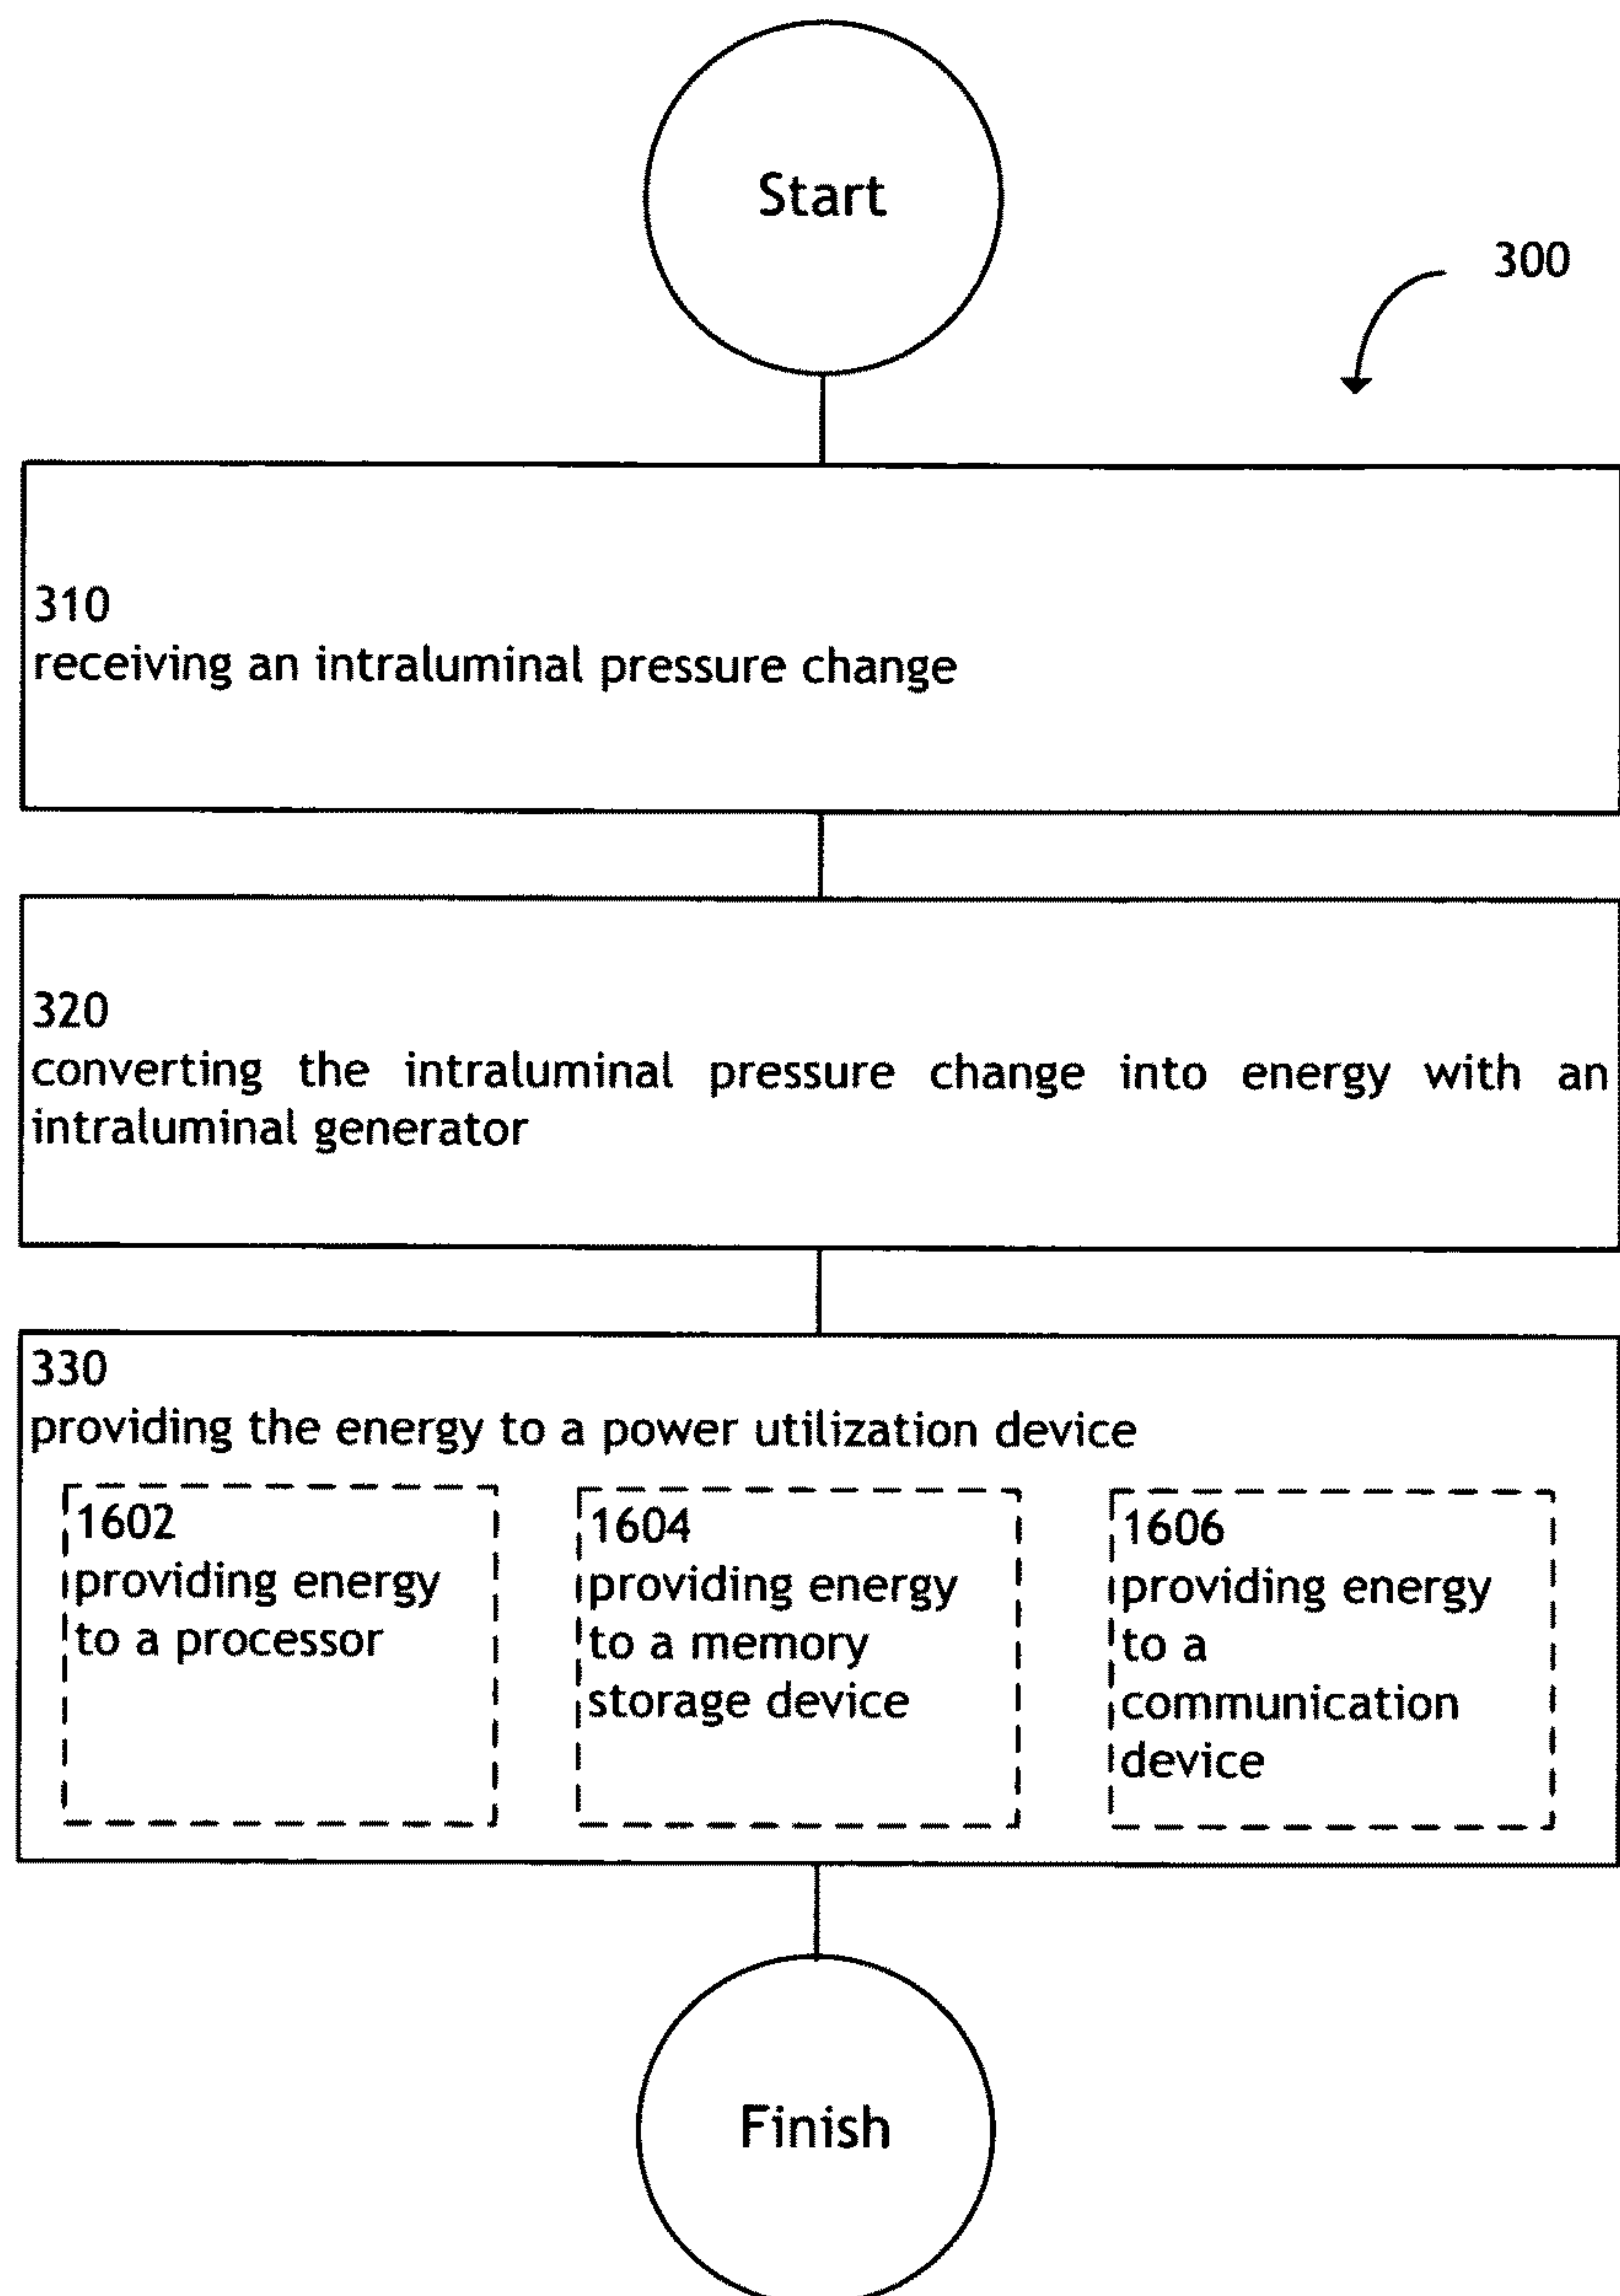 Start
300
310
receiving an intraluminal pressure change
320
converting the intraluminal pressure change into energy with an
intraluminal generator
330
providing the energy to a power utilization device
1602
providing energy
to a processor
1604
providing energy
to a memory
storage device
1606
providing energy
to a
communication
device
Finish